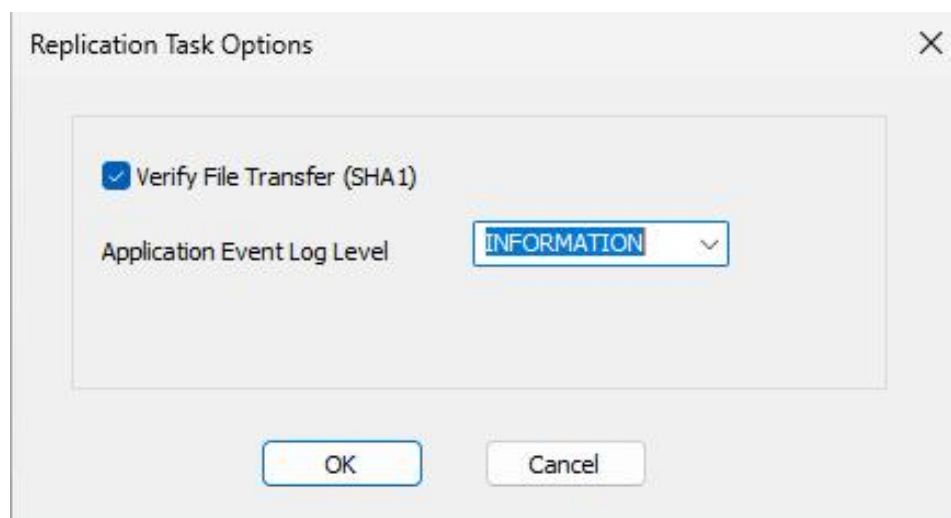 Replication Task Options
Verify File Transfer (SHA1)
Application Event Log Level INFORMATION
OK Cancel